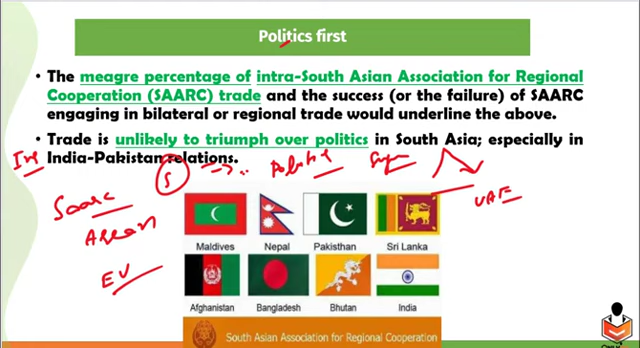 Politics first
• The meagre percentage of intra-South Asian Association for Regional
Cooperation (SAARC) trade and the success (or the failure) of SAARC
engaging in bilateral or regional trade would underline the above.
• Trade is unlikely to triumph over politics in South Asia; especially in
India-Pakistan relations.
Saarc
Asean
EU
S
UAE
Maldives Nepal Pakisthan Sri Lanka
Afghanistan Bangladesh Bhutan India
South Asian Association for Regional Cooperation